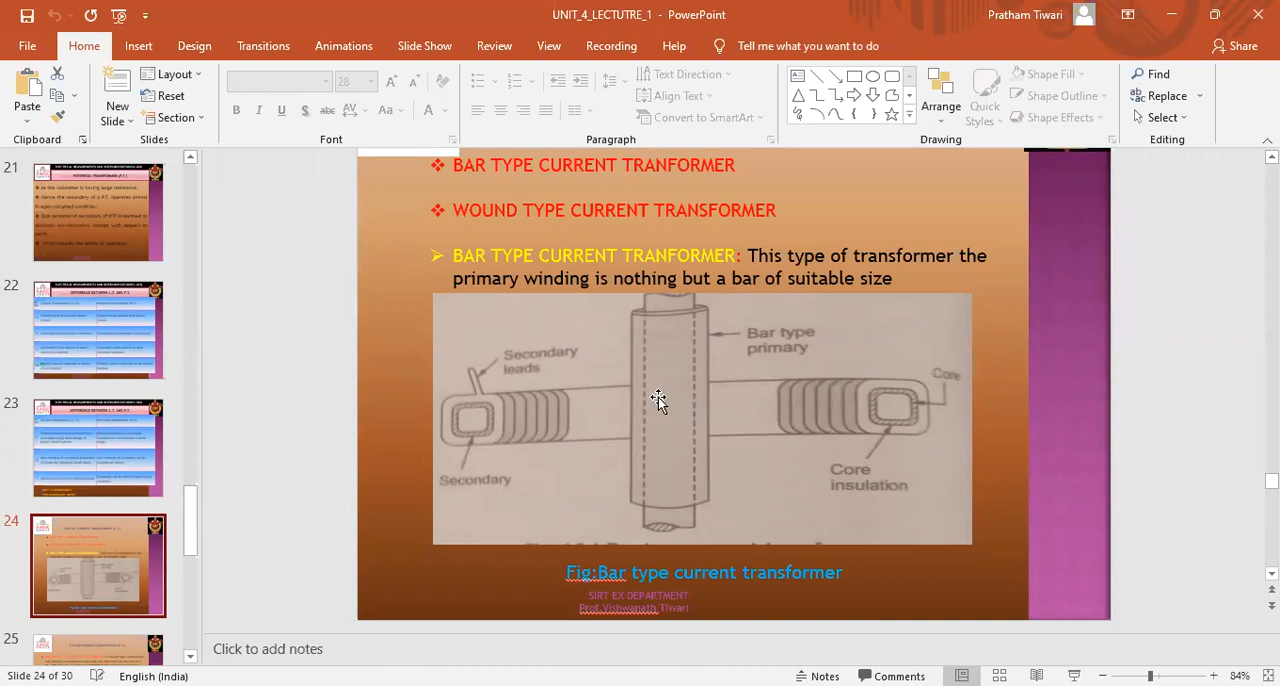 UNIT_4_LECTUTRE_1 - PowerPoint
Pratham Tiwari
File Home Insert Design Transitions Animations Slide Show Review View Recording Help Tell me what you want to do Share
Paste
Clipboard
New Slide
Layout
Reset
Section
Slides
28
B I U S abc AV Aa A
Font
Text Direction
Align Text
Convert to SmartArt
Paragraph
Arrange
Quick Styles
Shape Fill
Shape Outline
Shape Effects
Drawing
Find
Replace
Select
Editing
21
22
23
24
25
BAR TYPE CURRENT TRANFORMER
WOUND TYPE CURRENT TRANSFORMER
BAR TYPE CURRENT TRANFORMER: This type of transformer the
primary winding is nothing but a bar of suitable size
Secondary
leads
Bar type
primary
Core
Secondary
Core
insulation
Fig:Bar type current transformer
SIRT EX DEPARTMENT
Prof.Vishwanath Tiwari
Click to add notes
Slide 24 of 30 English (India) Notes Comments 84%